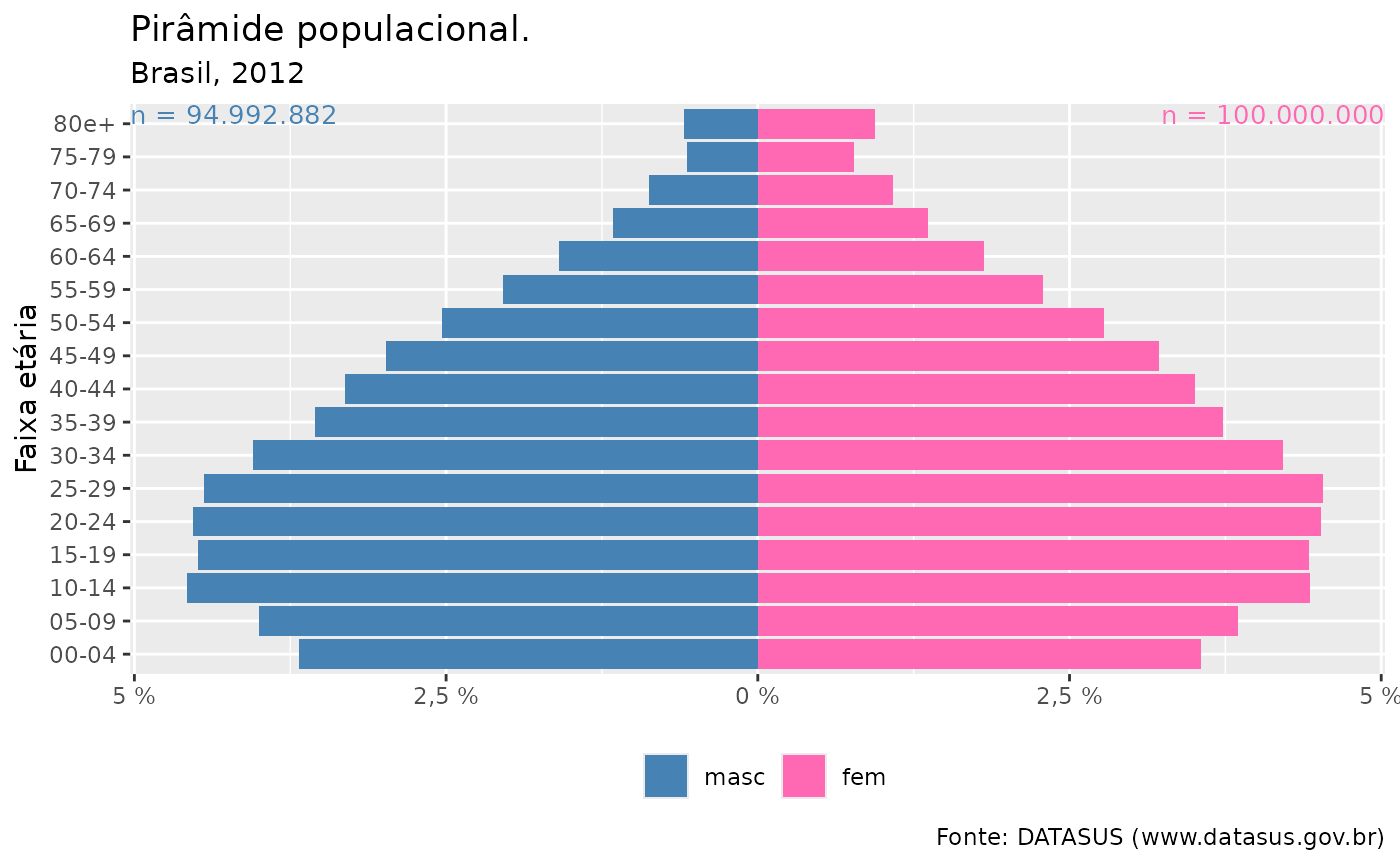 Pirâmide populacional.
Brasil, 2012
n = 94.992.882 n = 100.000.000
80e+
75-79
70-74
65-69
60-64
55-59
50-54
45-49
40-44
35-39
30-34
25-29
20-24
15-19
10-14
05-09
00-04
Faixa etária
5 % 2,5 % 0 % 2,5 % 5 %
masc fem
Fonte: DATASUS (www.datasus.gov.br)